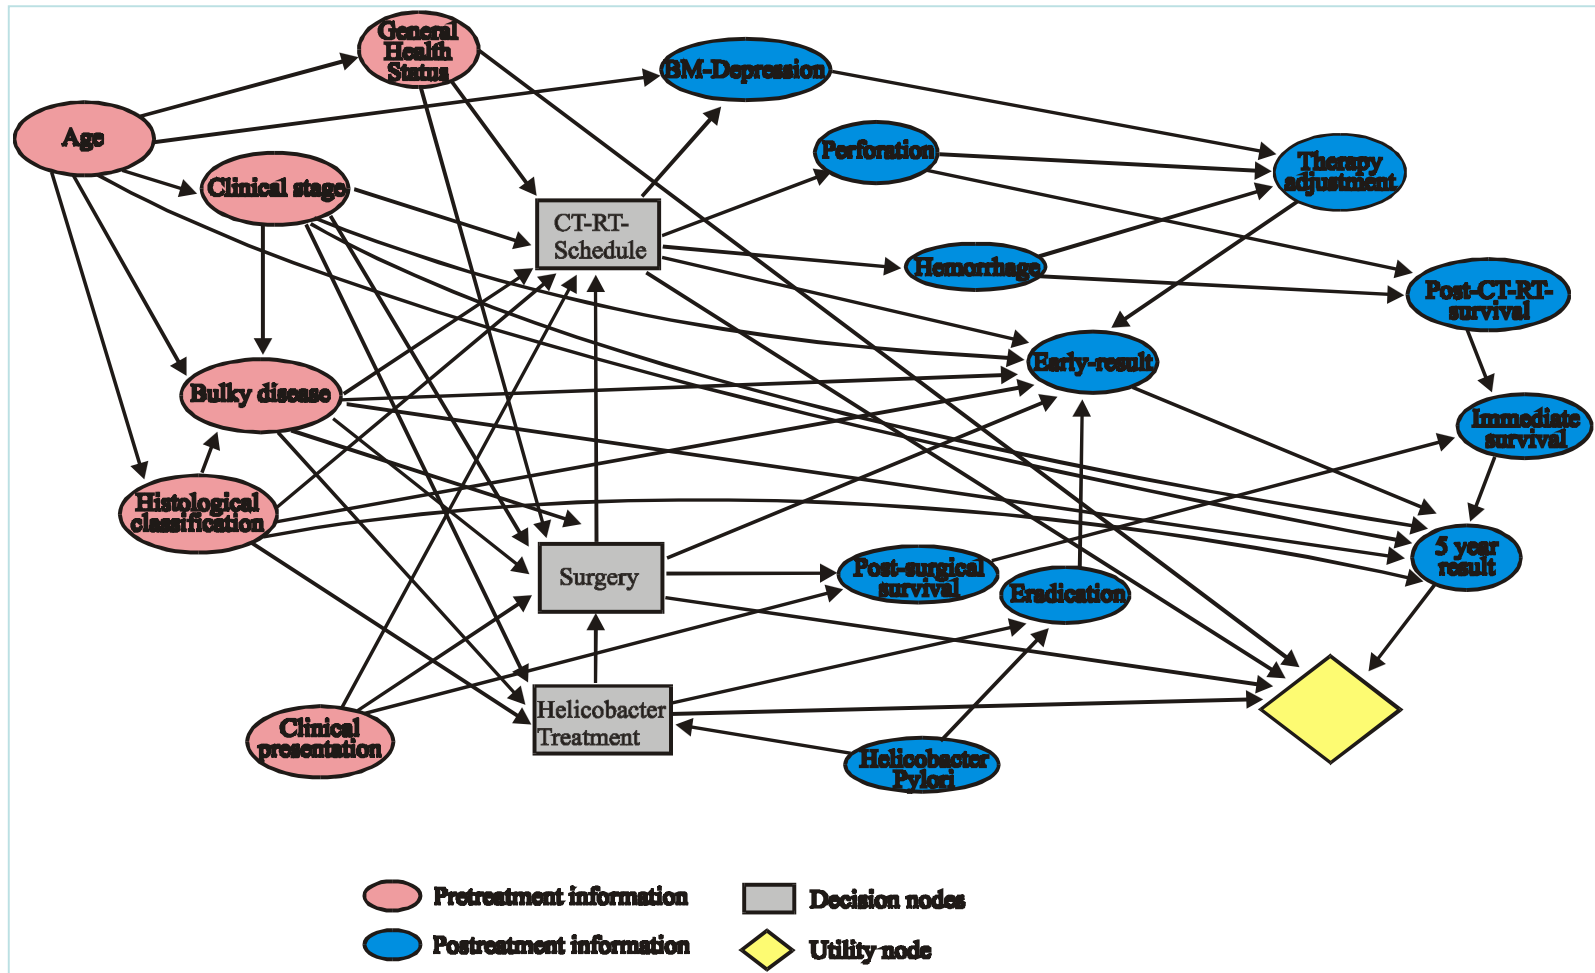 General
Health
Status
BM-Depression
Age
Perforation
Therapy
adjustment
Clinical stage
CT-RT-
Schedule
Hemorrhage
Post-CT-RT-
survival
Early-result
Bulky disease
Immediate
survival
Histological
classification
5 year
result
Surgery
Post-surgical
survival
Eradication
Helicobacter
Treatment
Clinical
presentation
Helicobacter
Pylori
Pretreatment information
Decision nodes
Postreatment information
Utility node